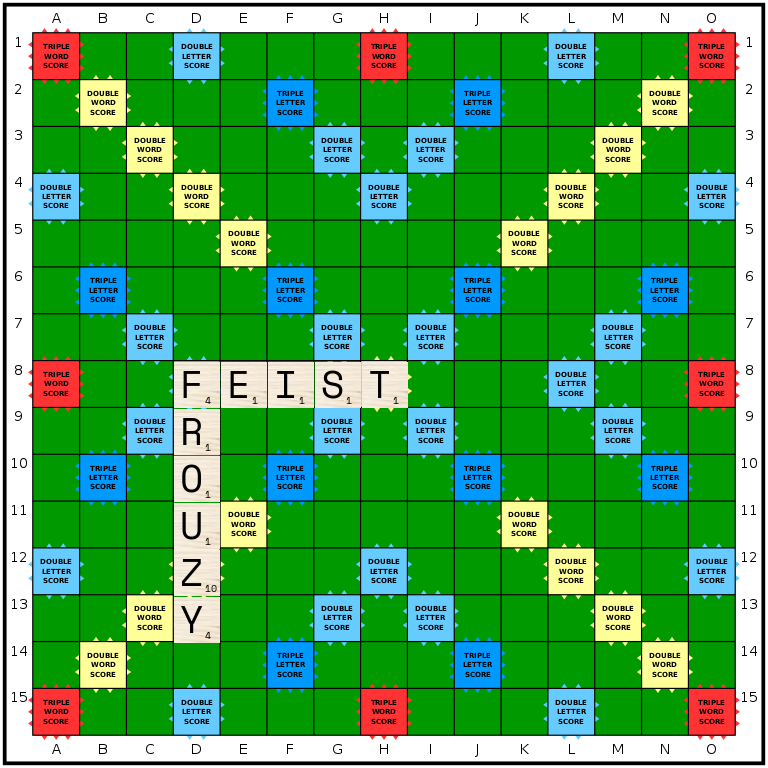 A B C D E F G H I J K L M N O
1 TRIPLE DOUBLE TRIPLE DOUBLE TRIPLE 1
WORD LETTER WORD LETTER WORD
SCORE SCORE SCORE SCORE SCORE
2 DOUBLE TRIPLE TRIPLE DOUBLE 2
WORD LETTER LETTER WORD
SCORE SCORE SCORE SCORE
3 DOUBLE DOUBLE DOUBLE DOUBLE 3
WORD LETTER LETTER WORD
SCORE SCORE SCORE SCORE
4 DOUBLE DOUBLE DOUBLE DOUBLE DOUBLE 4
LETTER WORD LETTER WORD LETTER
SCORE SCORE SCORE SCORE SCORE
5 DOUBLE DOUBLE 5
WORD WORD
SCORE SCORE
6 TRIPLE TRIPLE TRIPLE TRIPLE 6
LETTER LETTER LETTER LETTER
SCORE SCORE SCORE SCORE
7 DOUBLE DOUBLE DOUBLE DOUBLE 7
LETTER LETTER LETTER LETTER
SCORE SCORE SCORE SCORE
8 TRIPLE DOUBLE TRIPLE 8
WORD F E I S T LETTER WORD
SCORE 4 1 1 1 1 SCORE SCORE
9 DOUBLE DOUBLE DOUBLE DOUBLE 9
LETTER R LETTER LETTER LETTER
SCORE 1 SCORE SCORE SCORE
10 TRIPLE TRIPLE TRIPLE TRIPLE 10
LETTER O LETTER LETTER LETTER
SCORE 1 SCORE SCORE SCORE
11 DOUBLE DOUBLE 11
U WORD WORD
1 SCORE SCORE
12 DOUBLE DOUBLE DOUBLE DOUBLE 12
LETTER Z LETTER WORD LETTER
SCORE 10 SCORE SCORE SCORE
13 DOUBLE DOUBLE DOUBLE DOUBLE 13
WORD Y LETTER LETTER WORD
SCORE 4 SCORE SCORE SCORE
14 DOUBLE TRIPLE TRIPLE DOUBLE 14
WORD LETTER LETTER WORD
SCORE SCORE SCORE SCORE
15 TRIPLE DOUBLE TRIPLE DOUBLE TRIPLE 15
WORD LETTER WORD LETTER WORD
SCORE SCORE SCORE SCORE SCORE
A B C D E F G H I J K L M N O